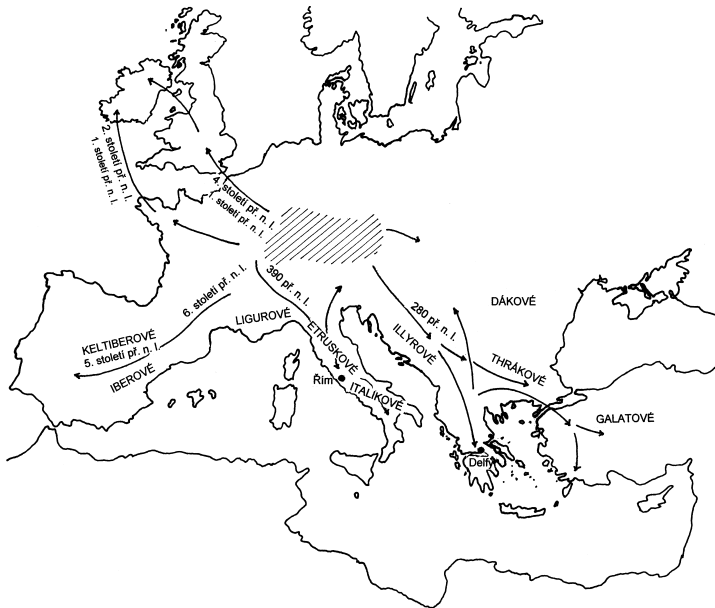 2. století př. n. l.
1. století př. n. l.
4. století př. n. l.
1. století př. n. l.
390 př. n. l.
6. století př. n. l.
280 př. n. l.
DÁKOVÉ
LIGUROVÉ
ETRUSKOVÉ
ILLYROVÉ
KELTIBEROVÉ
5. století př. n. l.
IBEROVÉ
THRÁKOVÉ
Řím
ITALIKOVÉ
GALATOVÉ
Delfy